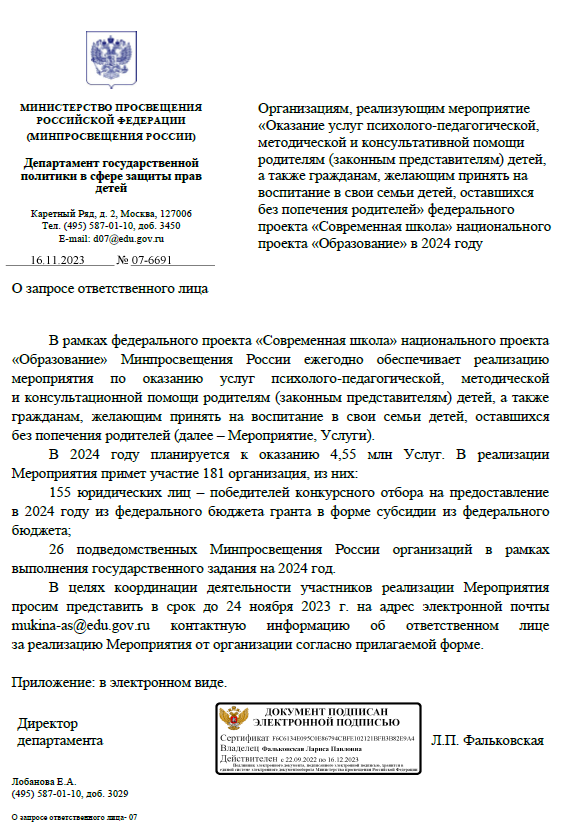 МИНИСТЕРСТВО ПРОСВЕЩЕНИЯ
РОССИЙСКОЙ ФЕДЕРАЦИИ
(МИНПРОСВЕЩЕНИЯ РОССИИ)
Департамент государственной
политики в сфере защиты прав
детей
Каретный Ряд, д. 2, Москва, 127006
Тел. (495) 587-01-10, доб. 3450
E-mail: d07@edu.gov.ru
16.11.2023 № 07-6691
Организациям, реализующим мероприятие
«Оказание услуг психолого-педагогической,
методической и консультативной помощи
родителям (законным представителям) детей,
а также гражданам, желающим принять на
воспитание в свои семьи детей, оставшихся
без попечения родителей» федерального
проекта «Современная школа» национального
проекта «Образование» в 2024 году
О запросе ответственного лица
В рамках федерального проекта «Современная школа» национального проекта
«Образование» Минпросвещения России ежегодно обеспечивает реализацию
мероприятия по оказанию услуг психолого-педагогической, методической
и консультационной помощи родителям (законным представителям) детей, а также
гражданам, желающим принять на воспитание в свои семьи детей, оставшихся
без попечения родителей (далее – Мероприятие, Услуги).
В 2024 году планируется к оказанию 4,55 млн Услуг. В реализации
Мероприятия примет участие 181 организация, из них:
155 юридических лиц – победителей конкурсного отбора на предоставление
в 2024 году из федерального бюджета гранта в форме субсидии из федерального
бюджета;
26 подведомственных Минпросвещения России организаций в рамках
выполнения государственного задания на 2024 год.
В целях координации деятельности участников реализации Мероприятия
просим представить в срок до 24 ноября 2023 г. на адрес электронной почты
mukina-as@edu.gov.ru контактную информацию об ответственном лице
за реализацию Мероприятия от организации согласно прилагаемой форме.
Приложение: в электронном виде.
Директор
департамента
ДОКУМЕНТ ПОДПИСАН
ЭЛЕКТРОННОЙ ПОДПИСЬЮ
Сертификат F6C6134E095C0E86794CBFE102121BFB3H82E9A4
Владелец Фальковская Лариса Павловна
Действителен с 22.09.2022 по 16.12.2023
Л.П. Фальковская
Лобанова Е.А.
(495) 587-01-10, доб. 3029
О запросе ответственного лица- 07